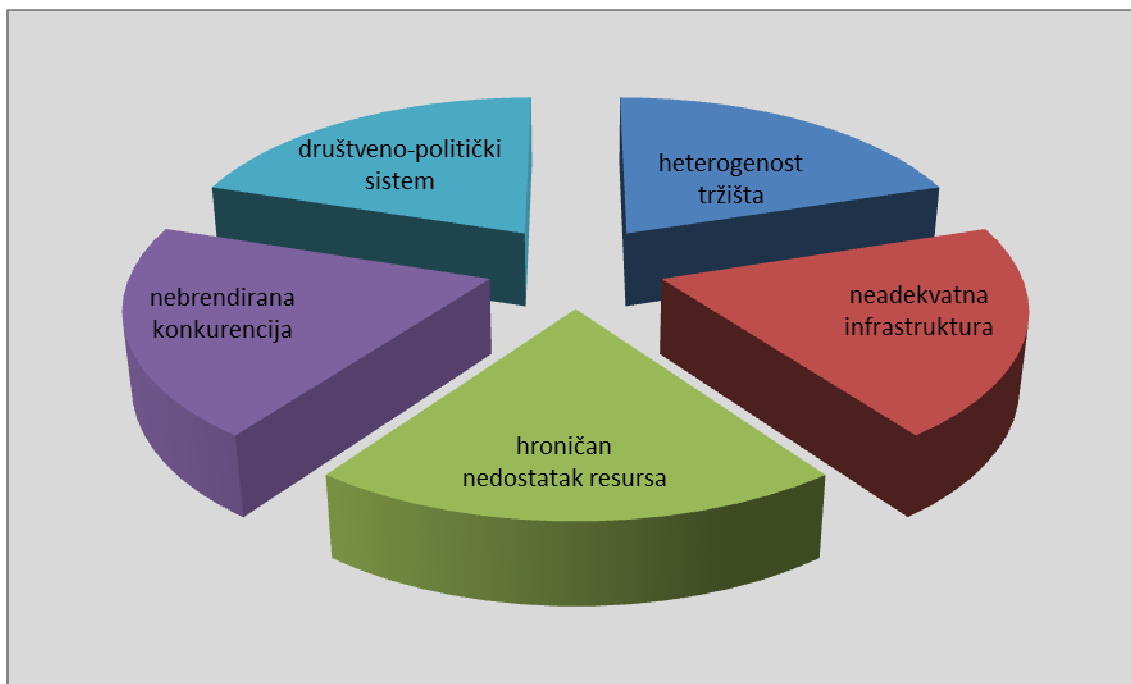 društveno-politički
sistem
heterogenost
tržišta
nebrendirana
konkurencija
neadekvatna
infrastruktura
hroničan
nedostatak resursa